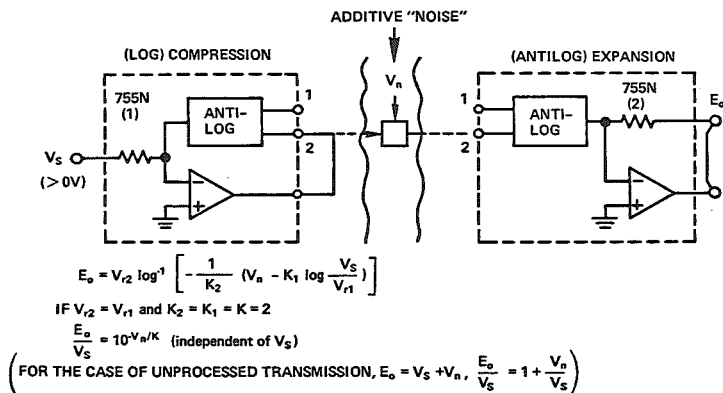 ADDITIVE "NOISE"
(LOG) COMPRESSION
(ANTILOG) EXPANSION
755N
(1)
ANTI-
LOG
1
2
V_S
(> 0V)
V_n
1
2
ANTI-
LOG
755N
(2)
E_o
E_o = V_r2 log⁻¹ [ - 1/K_2 (V_n - K_1 log V_S/V_r1) ]
IF V_r2 = V_r1 and K_2 = K_1 = K = 2
E_o/V_S = 10^(-V_n/K) (independent of V_S)
(FOR THE CASE OF UNPROCESSED TRANSMISSION, E_o = V_S + V_n, E_o/V_S = 1 + V_n/V_S)